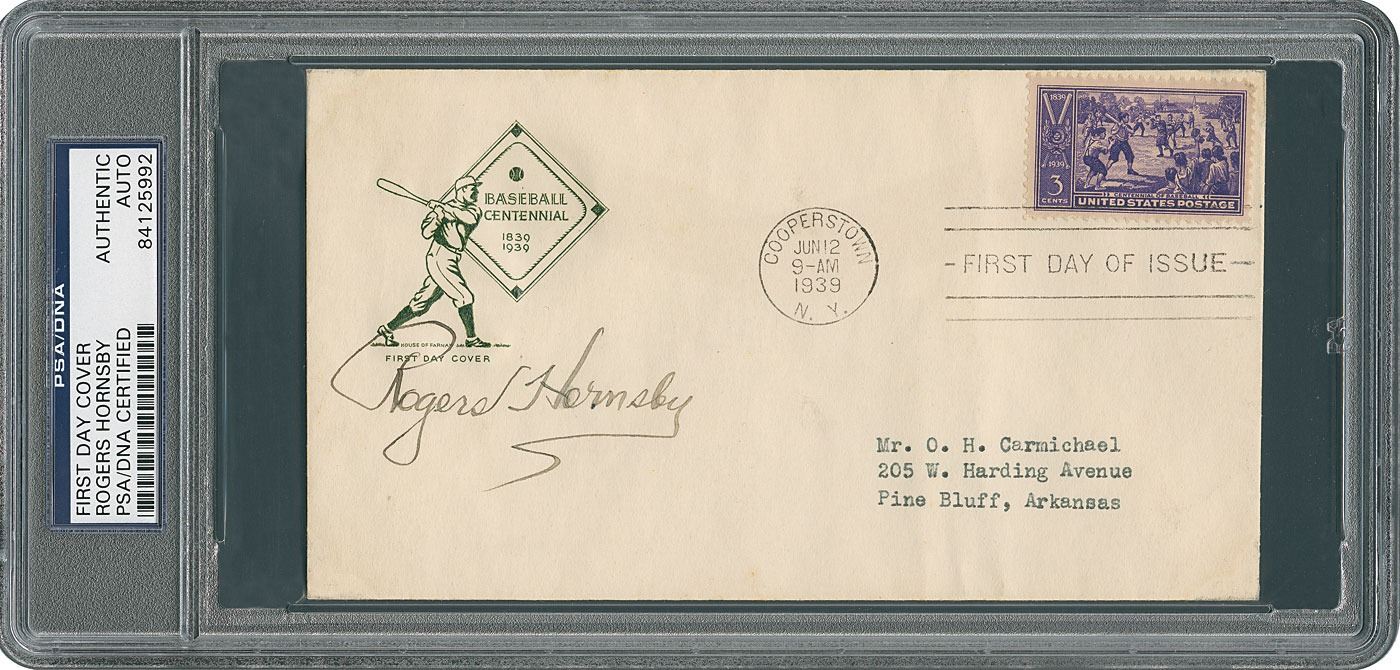 PSA/DNA
FIRST DAY COVER
ROGERS HORNSBY
PSA/DNA CERTIFIED
AUTHENTIC
AUTO
84125992
BASEBALL
CENTENNIAL
1839
1939
HOUSE OF FARNAM
FIRST DAY COVER
Rogers Hornsby
COOPERSTOWN
JUN 12
9-AM
1939
N. Y.
1839
1939
3
CENTS
CENTENNIAL OF BASEBALL
UNITED STATES POSTAGE
-FIRST DAY OF ISSUE-
Mr. O. H. Carmichael
205 W. Harding Avenue
Pine Bluff, Arkansas
PSA